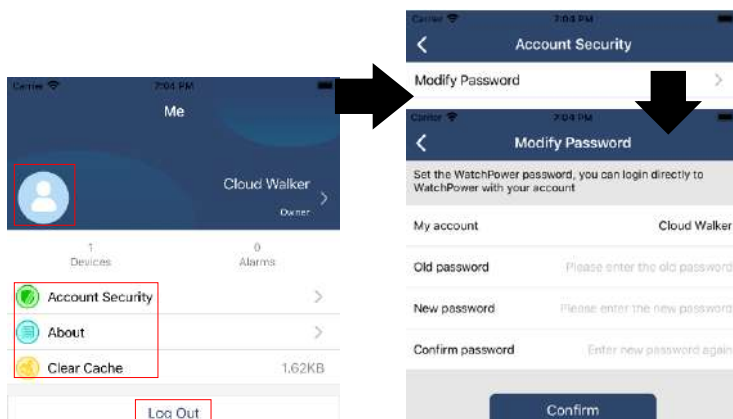 Carrier 7:04 PM
Me
Cloud Walker
Owner
1
Devices
0
Alarms
Account Security
About
Clear Cache 1.62KB
Log Out
Carrier 7:04 PM
Account Security
Modify Password
Carrier 7:04 PM
Modify Password
Set the WatchPower password, you can login directly to
WatchPower with your account
My account Cloud Walker
Old password Please enter the old password
New password Please enter the new password
Confirm password Enter new password again
Confirm